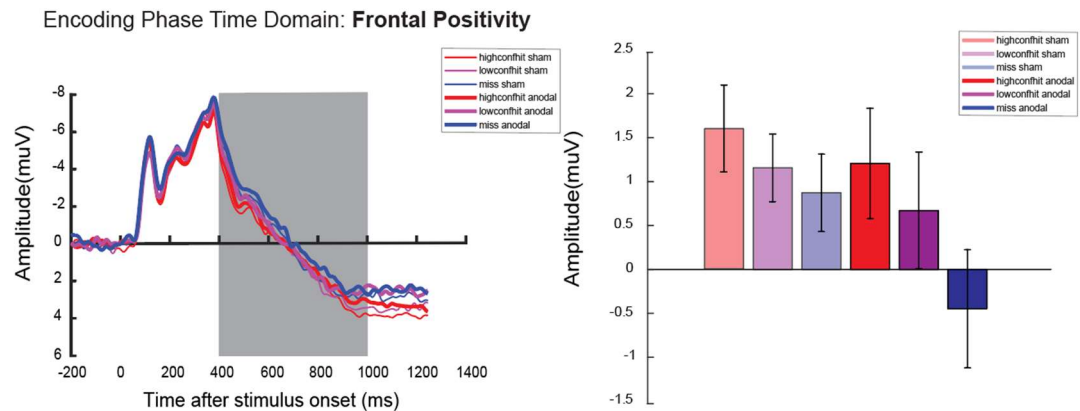 Encoding Phase Time Domain: Frontal Positivity
highconfhit sham
lowconfhit sham
miss sham
highconfhit anodal
lowconfhit anodal
miss anodal
Amplitude(muV)
-8
-6
-4
-2
0
2
4
6
-200
0
200
400
600
800
1000
1200
1400
Time after stimulus onset (ms)
highconfhit sham
lowconfhit sham
miss sham
highconfhit anodal
lowconfhit anodal
miss anodal
Amplitude(muV)
2.5
2
1.5
1
0.5
0
-0.5
-1
-1.5